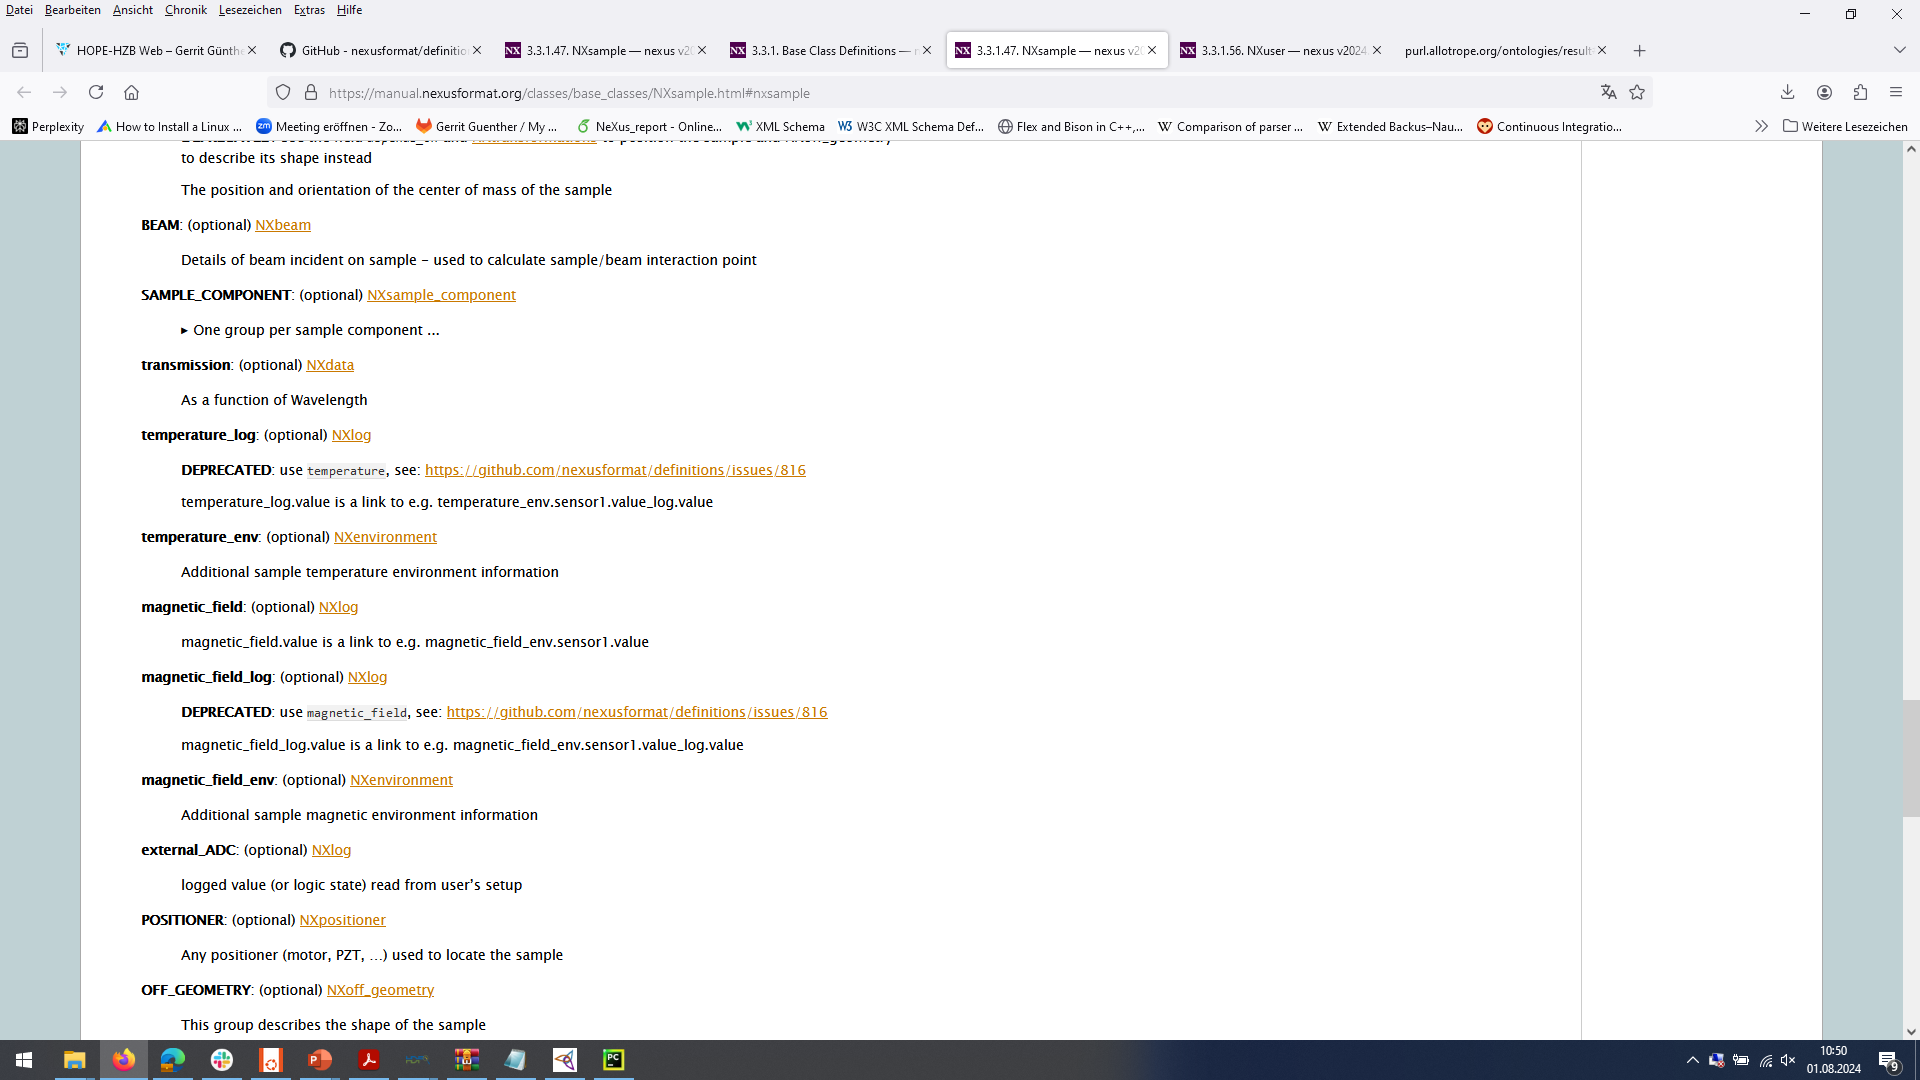 Datei Bearbeiten Ansicht Chronik Lesezeichen Extras Hilfe
HOPE-HZB Web – Gerrit Günthe
GitHub - nexusformat/definitio
NX 3.3.1.47. NXsample — nexus v20
NX 3.3.1. Base Class Definitions — n
NX 3.3.1.47. NXsample — nexus v20
NX 3.3.1.56. NXuser — nexus v2024.
purl.allotrope.org/ontologies/result
https://manual.nexusformat.org/classes/base_classes/NXsample.html#nxsample
Perplexity
How to Install a Linux ...
zm Meeting eröffnen - Zo...
Gerrit Guenther / My ...
NeXus_report - Online...
XML Schema
W3C XML Schema Def...
Flex and Bison in C++,...
W Comparison of parser ...
W Extended Backus–Nau...
Continuous Integratio...
Weitere Lesezeichen
to describe its shape instead
The position and orientation of the center of mass of the sample
BEAM: (optional) NXbeam
Details of beam incident on sample - used to calculate sample/beam interaction point
SAMPLE_COMPONENT: (optional) NXsample_component
▸ One group per sample component ...
transmission: (optional) NXdata
As a function of Wavelength
temperature_log: (optional) NXlog
DEPRECATED: use temperature, see: https://github.com/nexusformat/definitions/issues/816
temperature_log.value is a link to e.g. temperature_env.sensor1.value_log.value
temperature_env: (optional) NXenvironment
Additional sample temperature environment information
magnetic_field: (optional) NXlog
magnetic_field.value is a link to e.g. magnetic_field_env.sensor1.value
magnetic_field_log: (optional) NXlog
DEPRECATED: use magnetic_field, see: https://github.com/nexusformat/definitions/issues/816
magnetic_field_log.value is a link to e.g. magnetic_field_env.sensor1.value_log.value
magnetic_field_env: (optional) NXenvironment
Additional sample magnetic environment information
external_ADC: (optional) NXlog
logged value (or logic state) read from user’s setup
POSITIONER: (optional) NXpositioner
Any positioner (motor, PZT, …) used to locate the sample
OFF_GEOMETRY: (optional) NXoff_geometry
This group describes the shape of the sample
10:50
01.08.2024
9